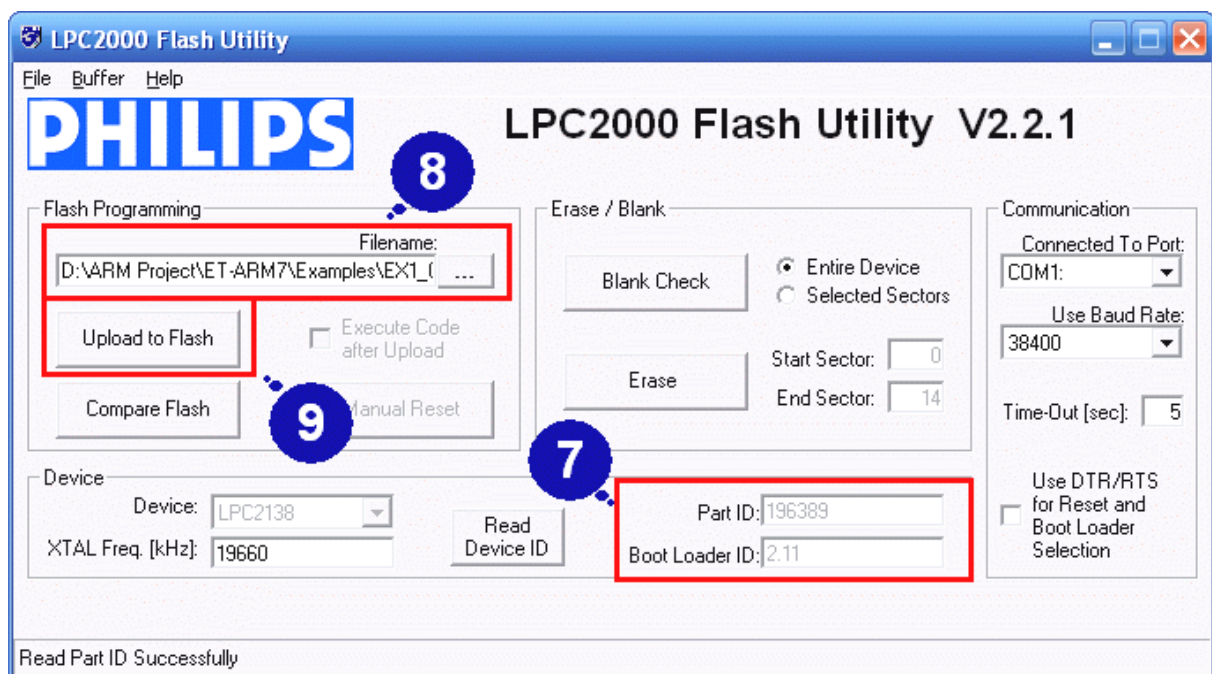 LPC2000 Flash Utility
File Buffer Help
PHILIPS
LPC2000 Flash Utility V2.2.1
8
Flash Programming
Filename:
D:\ARM Project\ET-ARM7\Examples\EX1_(
...
Upload to Flash
Execute Code
after Upload
Compare Flash
Manual Reset
9
Erase / Blank
Blank Check
Entire Device
Selected Sectors
Erase
Start Sector: 0
End Sector: 14
Communication
Connected To Port:
COM1:
Use Baud Rate:
38400
Time-Out [sec]: 5
Use DTR/RTS
for Reset and
Boot Loader
Selection
7
Device
Device: LPC2138
XTAL Freq. [kHz]: 19660
Read
Device ID
Part ID: 196389
Boot Loader ID: 2.11
Read Part ID Successfully